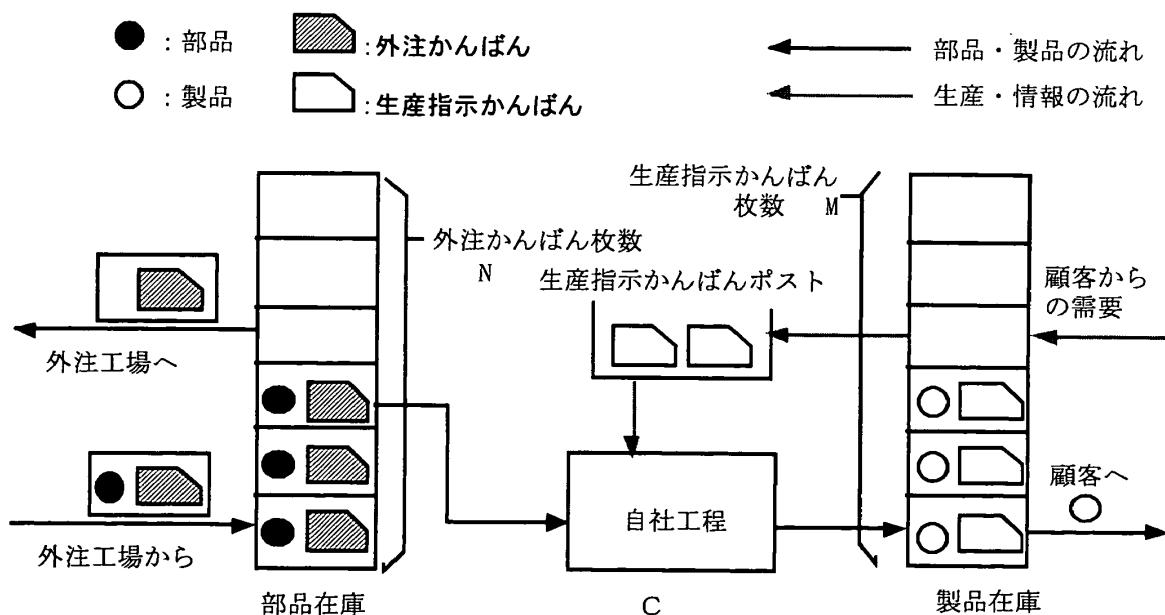 : 部品
: 外注かんばん
部品・製品の流れ
: 製品
: 生産指示かんばん
生産・情報の流れ
生産指示かんばん
枚数 M
外注かんばん枚数
N
生産指示かんばんポスト
顧客から
の需要
外注工場へ
自社工程
顧客へ
外注工場から
部品在庫
C
製品在庫